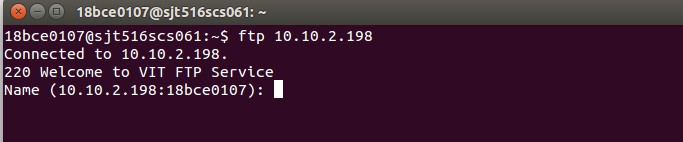 18bce0107@sjt516scs061: ~
18bce0107@sjt516scs061:~$ ftp 10.10.2.198
Connected to 10.10.2.198.
220 Welcome to VIT FTP Service
Name (10.10.2.198:18bce0107):